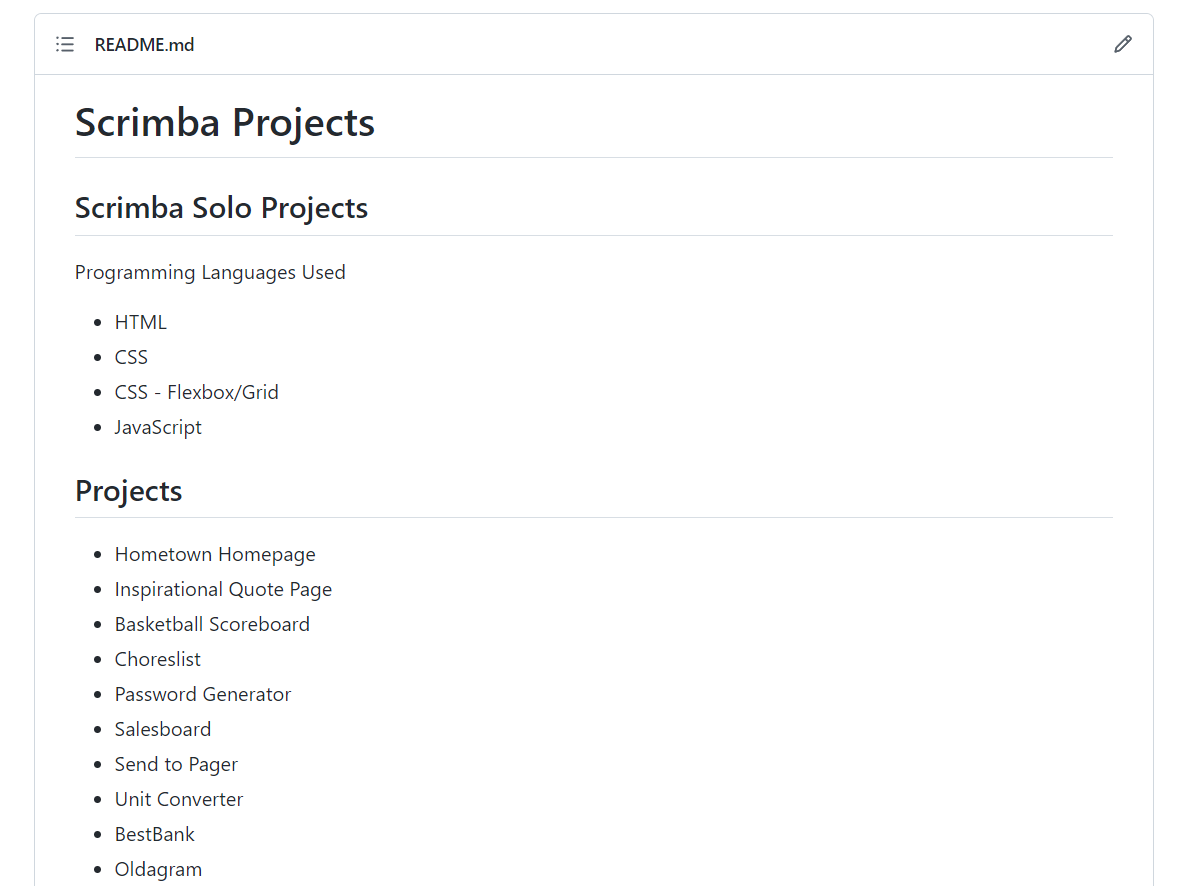 README.md
Scrimba Projects
Scrimba Solo Projects
Programming Languages Used
HTML
CSS
CSS - Flexbox/Grid
JavaScript
Projects
Hometown Homepage
Inspirational Quote Page
Basketball Scoreboard
Choreslist
Password Generator
Salesboard
Send to Pager
Unit Converter
BestBank
Oldagram